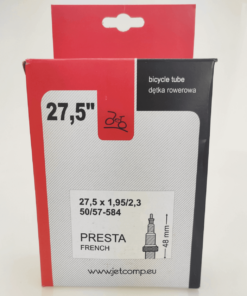 bicycle tube
dętka rowerowa
27,5"
27,5 x 1,95/2,3
50/57-584
PRESTA
FRENCH
48 mm
www.jetcomp.eu